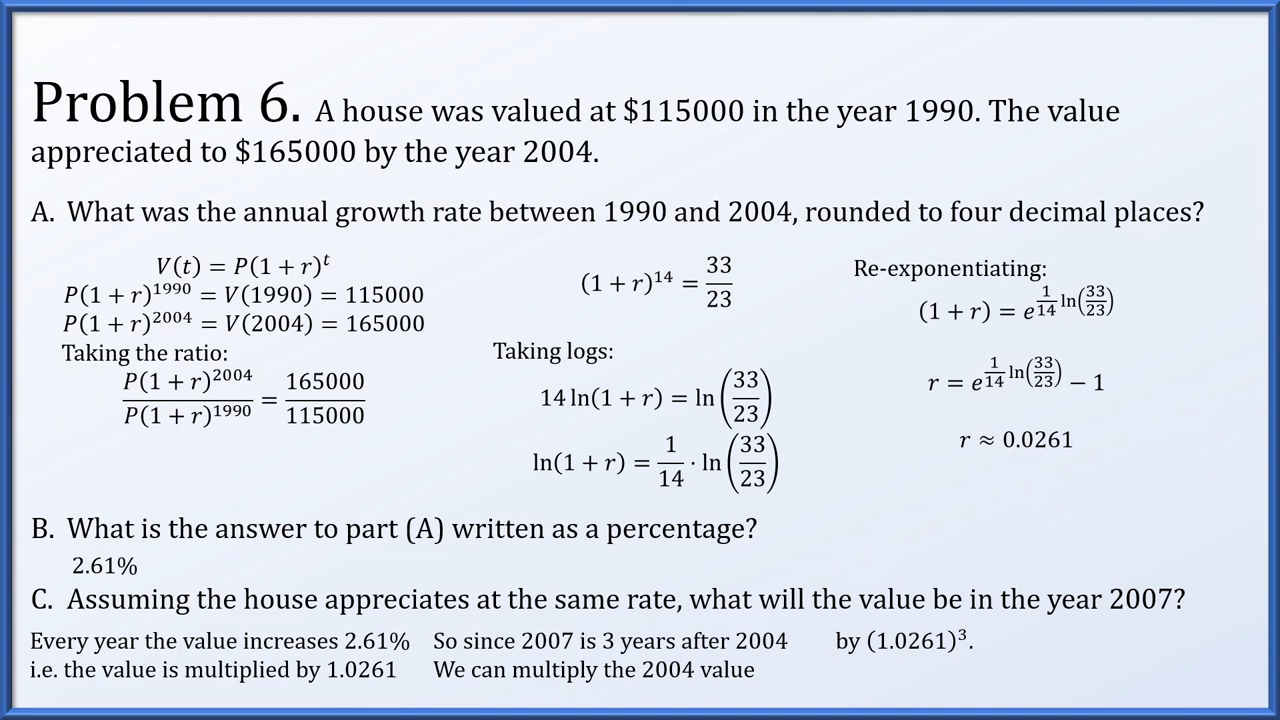 Problem 6. A house was valued at $115000 in the year 1990. The value
appreciated to $165000 by the year 2004.
A. What was the annual growth rate between 1990 and 2004, rounded to four decimal places?
V(t) = P(1 + r)^t
P(1 + r)^1990 = V(1990) = 115000
P(1 + r)^2004 = V(2004) = 165000
Taking the ratio:
P(1 + r)^2004 / P(1 + r)^1990 = 165000 / 115000
(1 + r)^14 = 33/23
Taking logs:
14 ln(1 + r) = ln(33/23)
ln(1 + r) = 1/14 · ln(33/23)
Re-exponentiating:
(1 + r) = e^(1/14 ln(33/23))
r = e^(1/14 ln(33/23)) − 1
r ≈ 0.0261
B. What is the answer to part (A) written as a percentage?
2.61%
C. Assuming the house appreciates at the same rate, what will the value be in the year 2007?
Every year the value increases 2.61%
i.e. the value is multiplied by 1.0261
So since 2007 is 3 years after 2004
We can multiply the 2004 value
by (1.0261)^3.